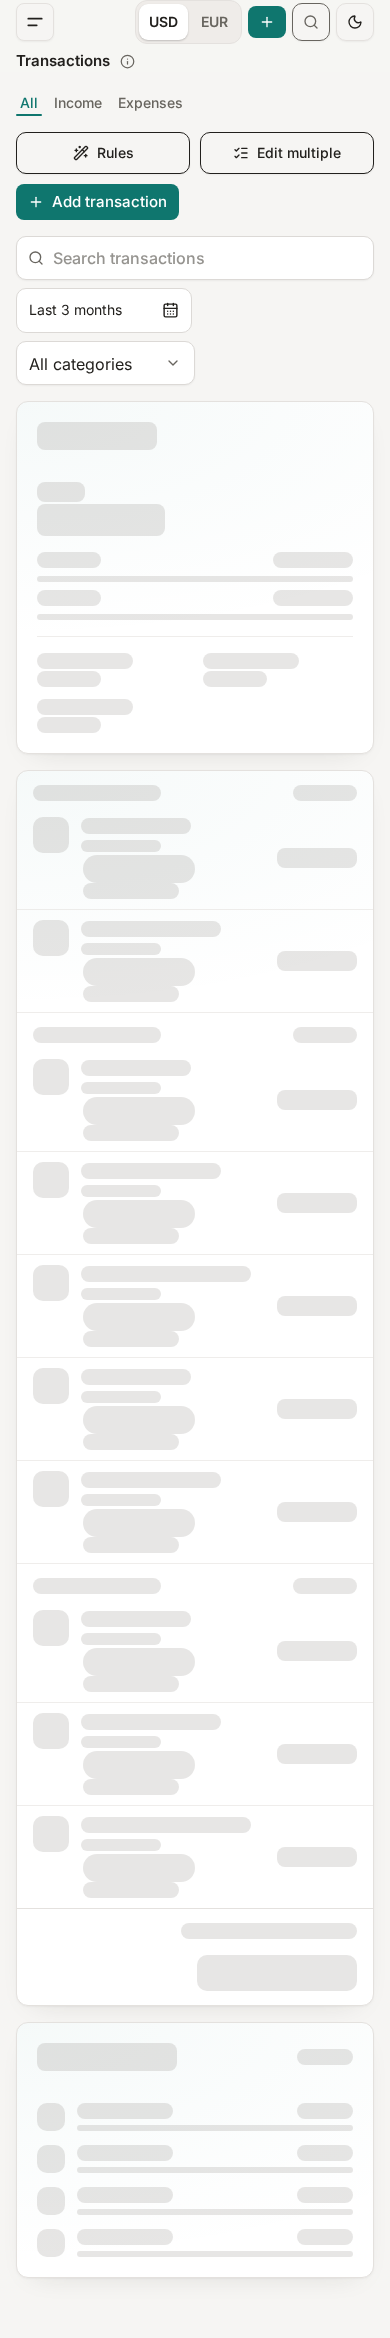 USD EUR
Transactions
All Income Expenses
Rules Edit multiple
Add transaction
Search transactions
Last 3 months
All categories